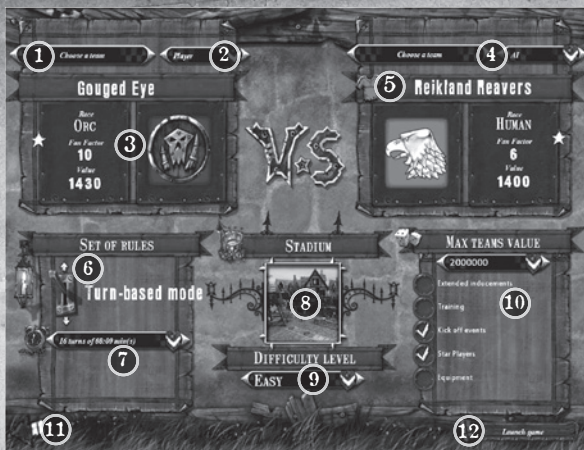 1 Choose a team
2 Player
Choose a team
4 AI
Gouged Eye
5 Reikland Reavers
Race
ORC
Fan Factor
10
Value
1430
3
V.S
Race
HUMAN
Fan Factor
6
Value
1400
SET OF RULES
6
Turn-based mode
16 turns of 00:00 min(s)
7
STADIUM
8
DIFFICULTY LEVEL
EASY 9
MAX TEAMS VALUE
2000000
Extended inducements
10
Training
Kick off events
Star Players
Equipment
11
12 Launch game